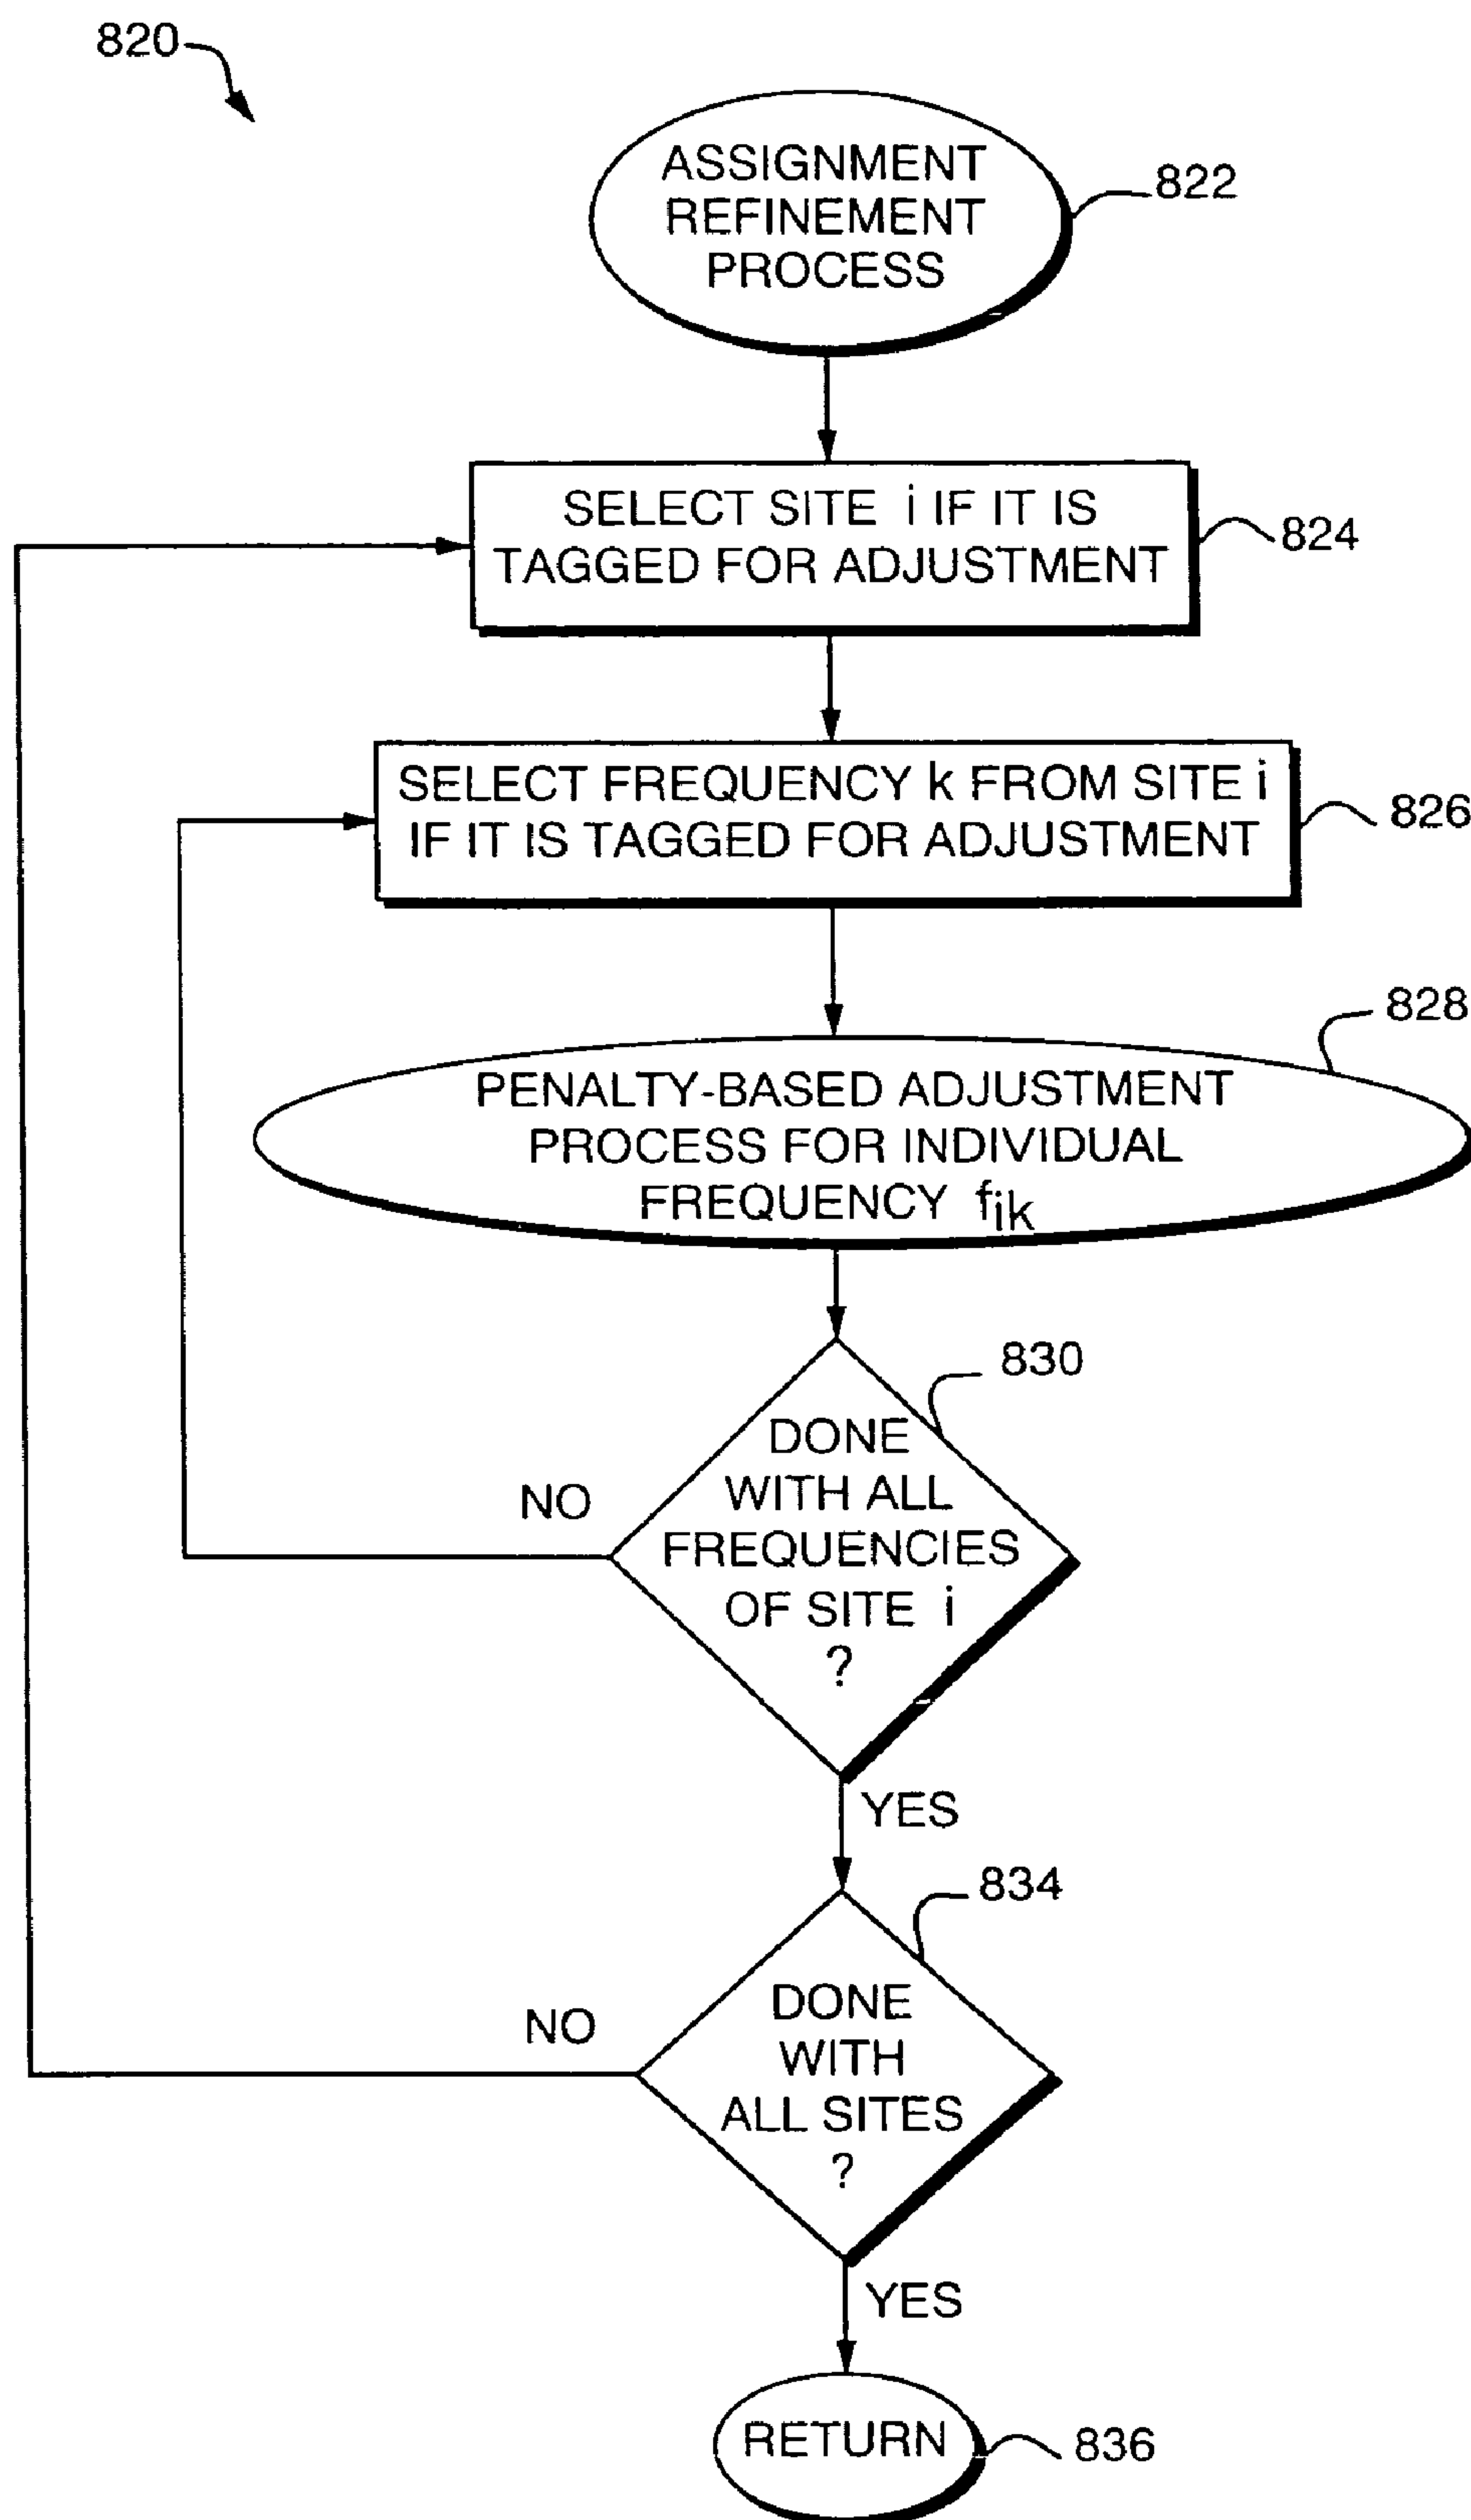 820
ASSIGNMENT
REFINEMENT
PROCESS
822
SELECT SITE i IF IT IS
TAGGED FOR ADJUSTMENT
824
SELECT FREQUENCY k FROM SITE i
IF IT IS TAGGED FOR ADJUSTMENT
826
828
PENALTY-BASED ADJUSTMENT
PROCESS FOR INDIVIDUAL
FREQUENCY fik
830
DONE
WITH ALL
FREQUENCIES
OF SITE i
?
NO
YES
834
DONE
WITH
ALL SITES
?
NO
YES
RETURN
836